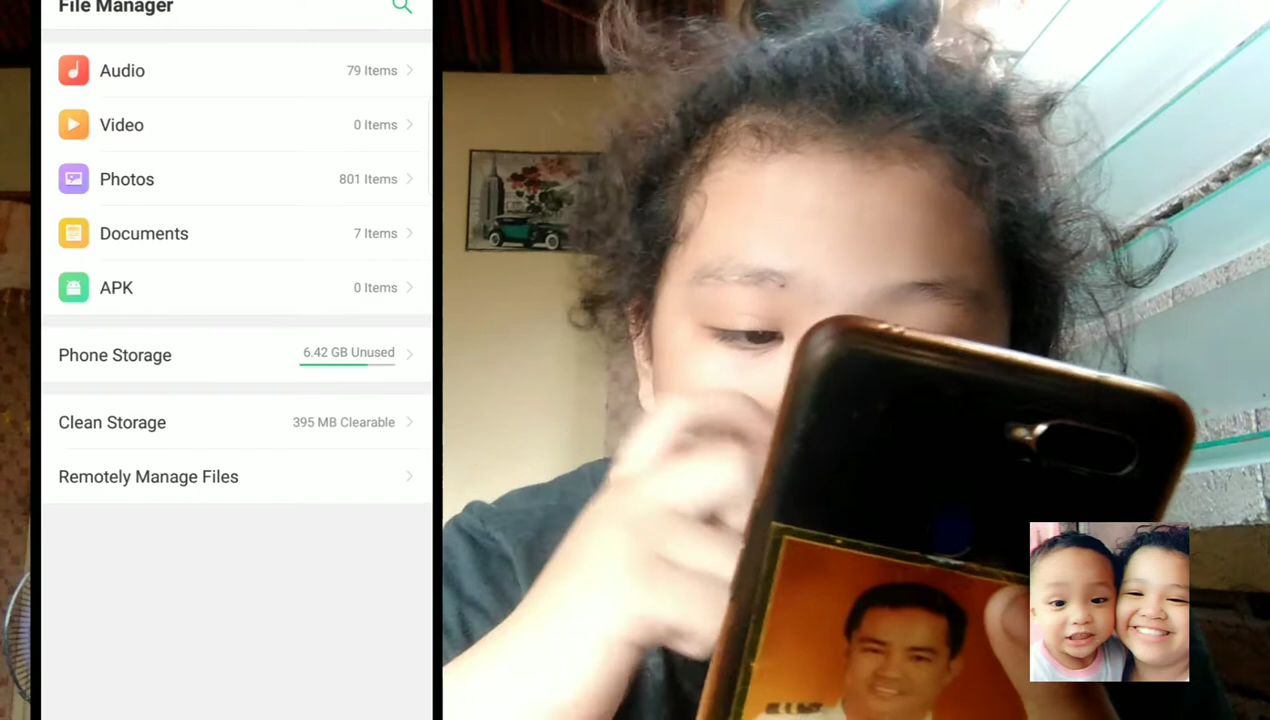 File Manager
Audio 79 Items
Video 0 Items
Photos 801 Items
Documents 7 Items
APK 0 Items
Phone Storage 6.42 GB Unused
Clean Storage 395 MB Clearable
Remotely Manage Files